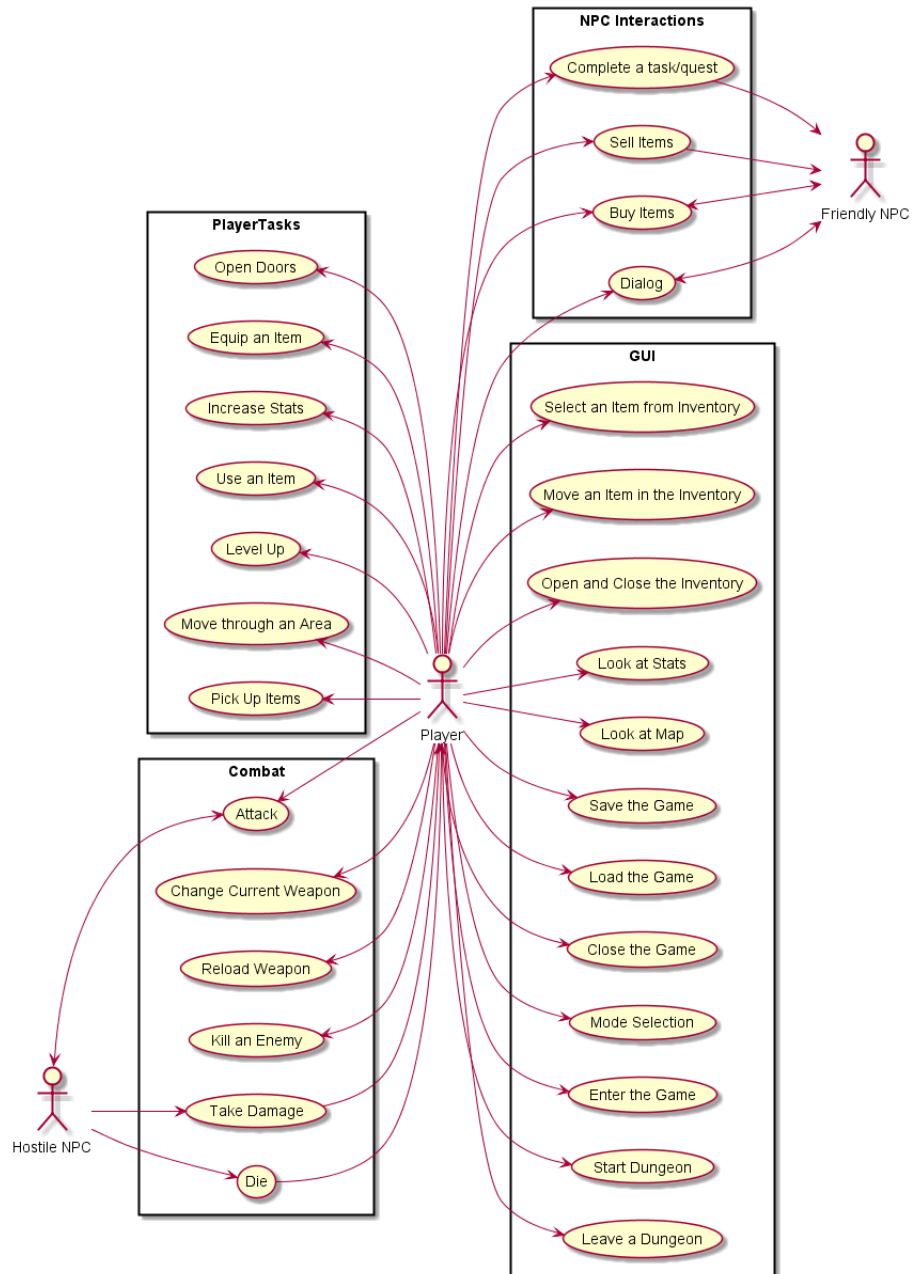 NPC Interactions
Complete a task/quest
Sell Items
Buy Items
Dialog
Friendly NPC
PlayerTasks
Open Doors
Equip an Item
Increase Stats
Use an Item
Level Up
Move through an Area
Pick Up Items
GUI
Select an Item from Inventory
Move an Item in the Inventory
Open and Close the Inventory
Look at Stats
Look at Map
Save the Game
Load the Game
Close the Game
Mode Selection
Enter the Game
Start Dungeon
Leave a Dungeon
Player
Combat
Attack
Change Current Weapon
Reload Weapon
Kill an Enemy
Take Damage
Die
Hostile NPC